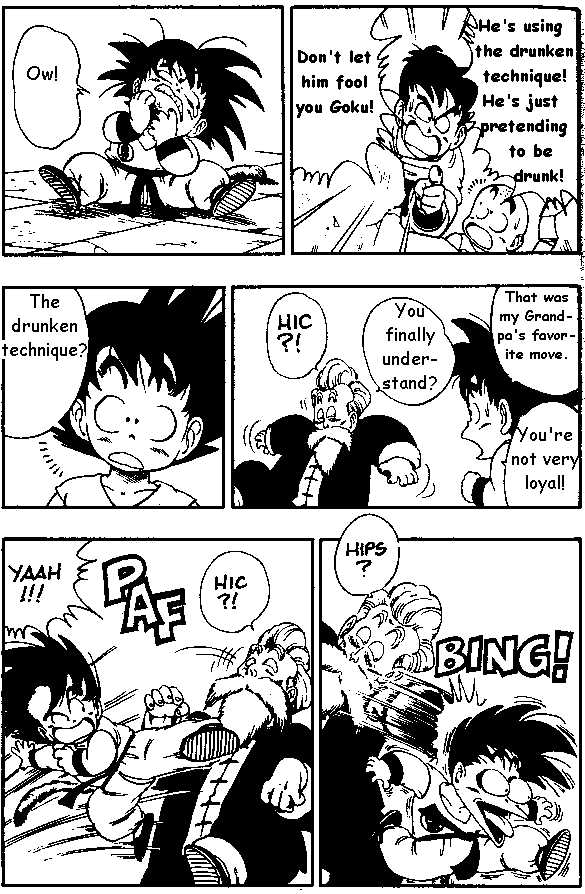 Ow!
Don't let
him fool
you Goku!
He's using
the drunken
technique!
He's just
pretending
to be
drunk!
The
drunken
technique?
HIC
?!
You
finally
under-
stand?
That was
my Grand-
pa's favor-
ite move.
You're
not very
loyal!
YAAH
!!!
PAF
HIC
?!
HIPS
?
BING!